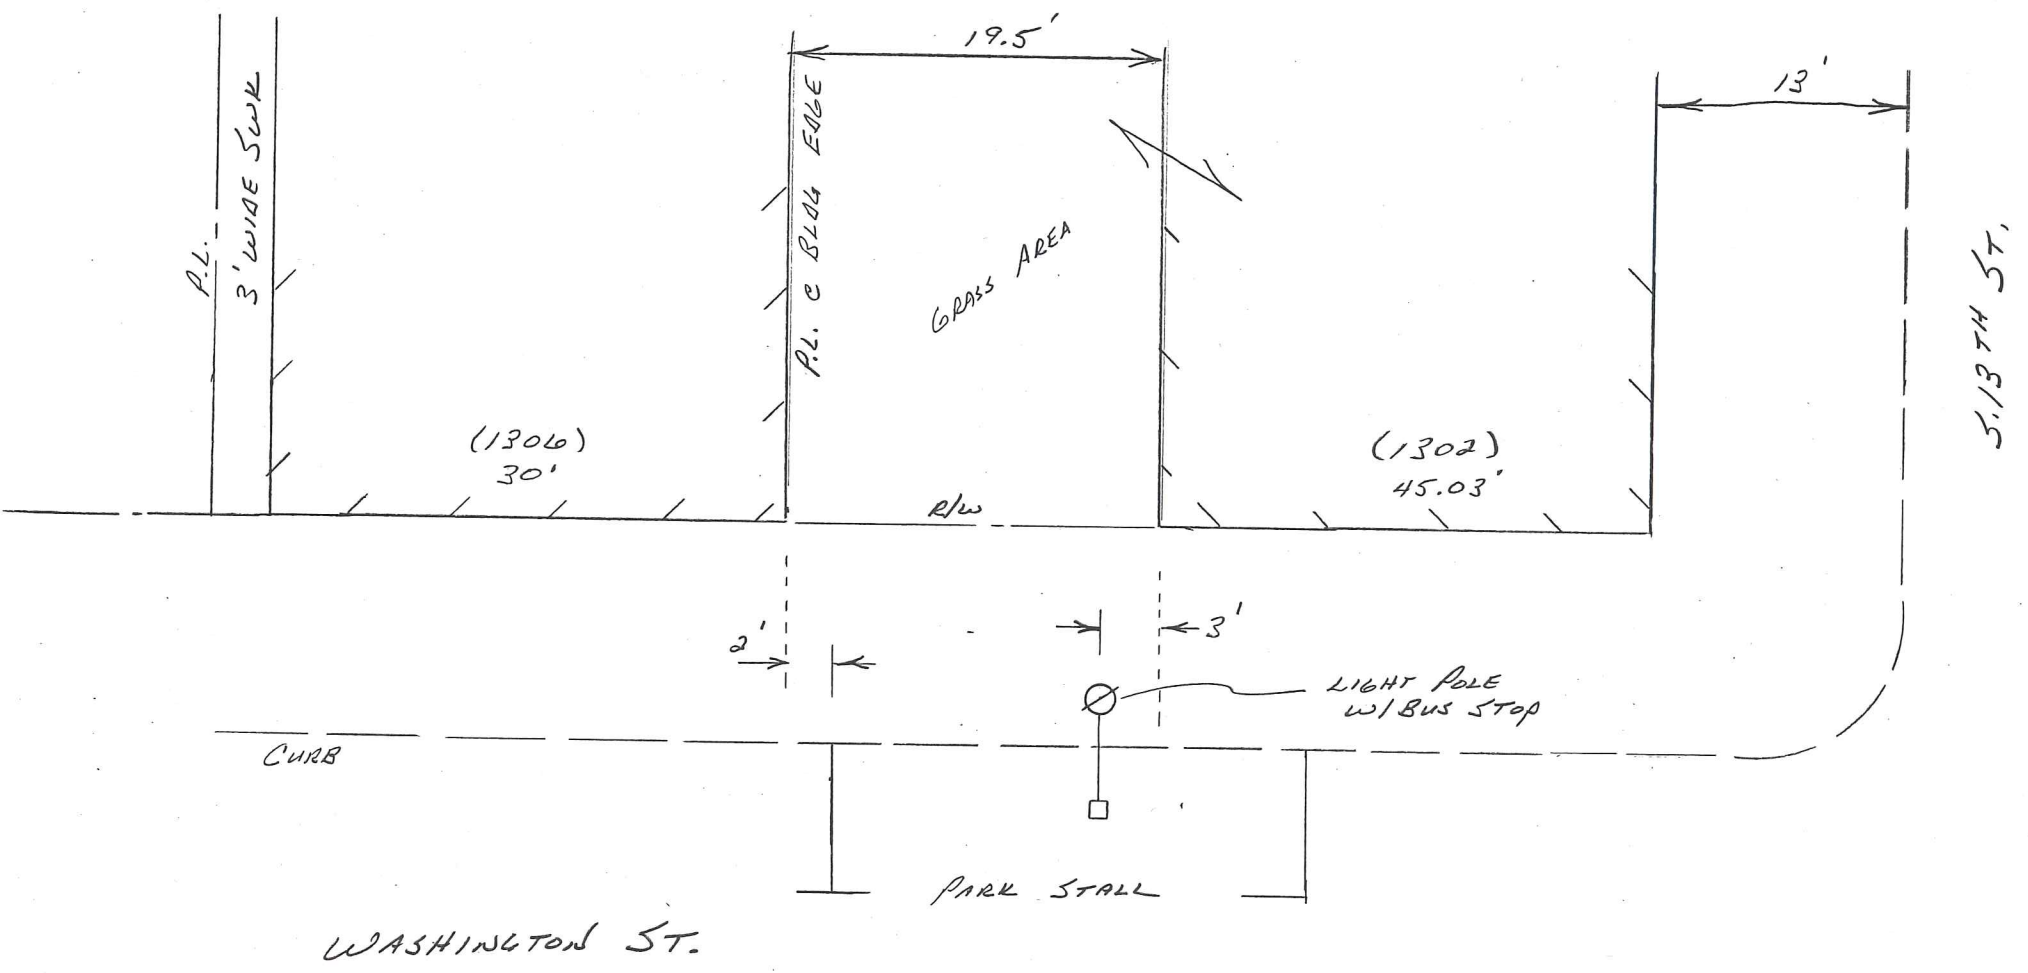 19.5'
13'
P.L.
3' WIDE SWK
P.L. C BLDG EDGE
GRASS AREA
S. 13TH ST.
(1306)
30'
R/W
(1302)
45.03'
2'
3'
LIGHT POLE
W/ BUS STOP
CURB
PARK STALL
WASHINGTON ST.